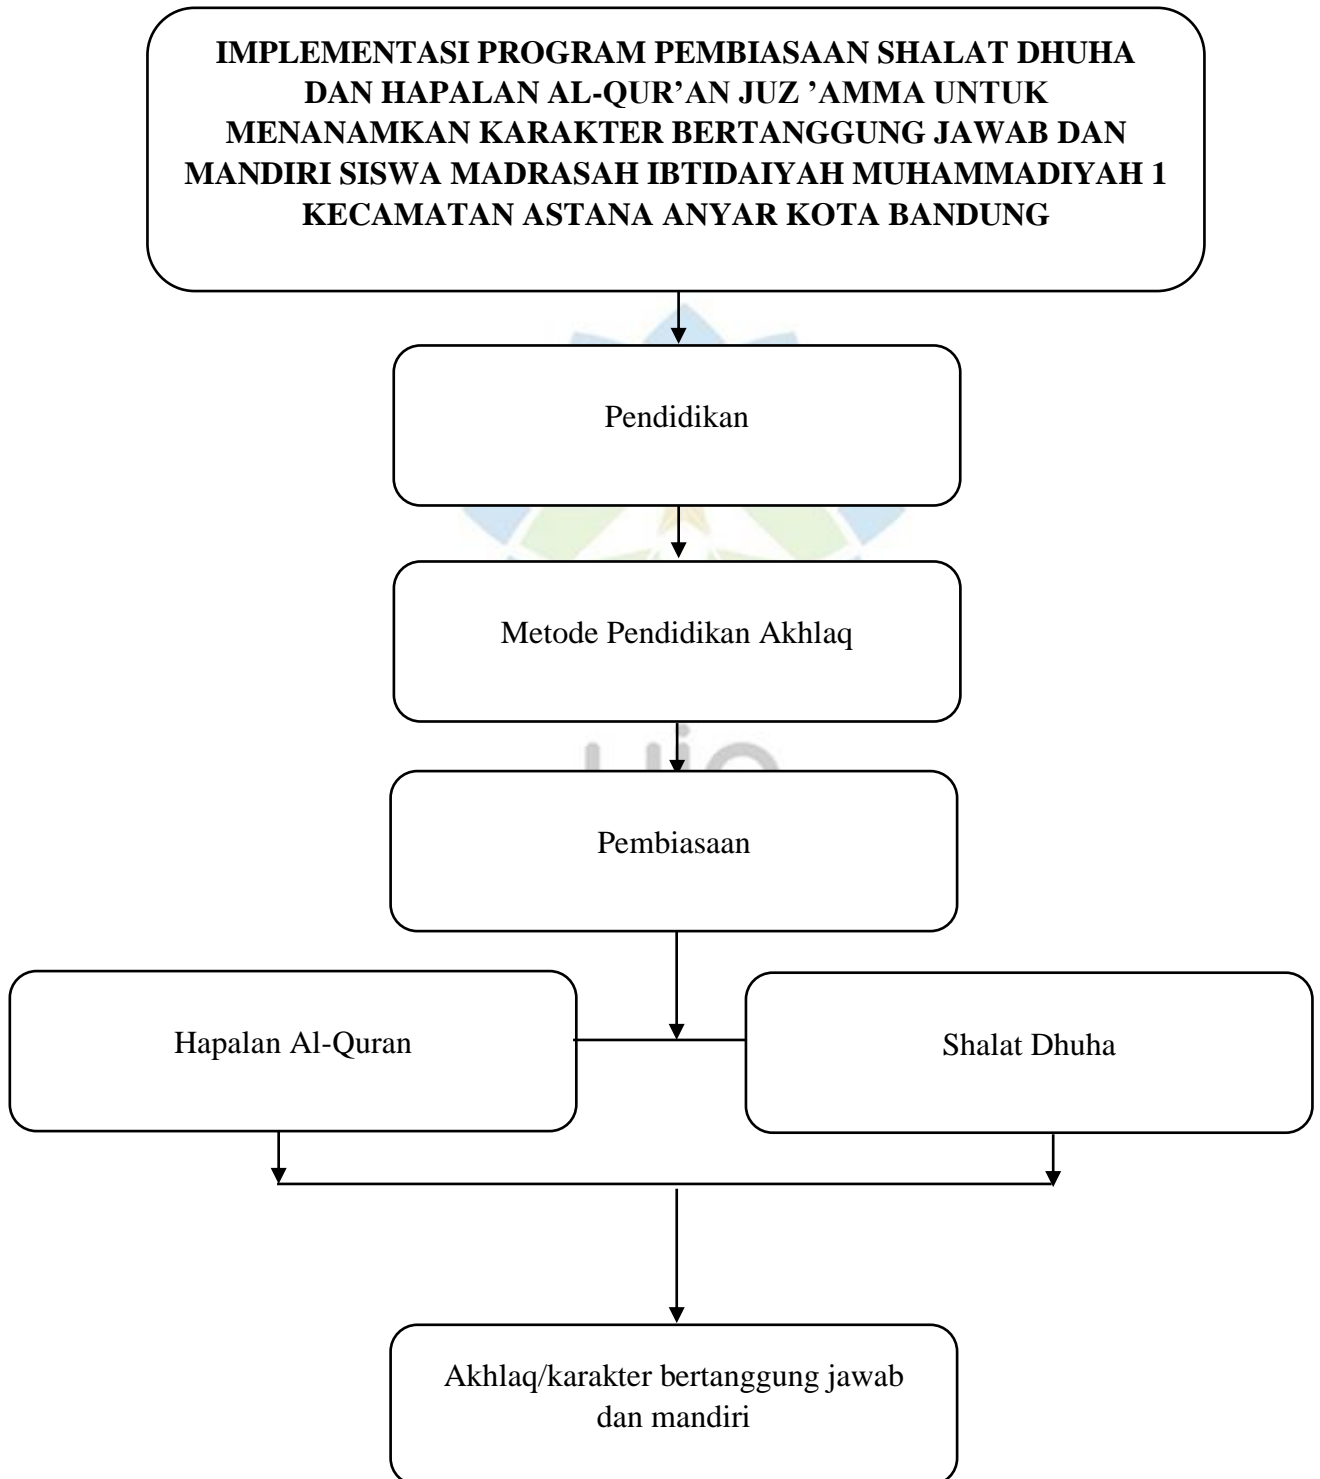 IMPLEMENTASI PROGRAM PEMBIASAAN SHALAT DHUHA
DAN HAPALAN AL-QUR’AN JUZ ’AMMA UNTUK
MENANAMKAN KARAKTER BERTANGGUNG JAWAB DAN
MANDIRI SISWA MADRASAH IBTIDAIYAH MUHAMMADIYAH 1
KECAMATAN ASTANA ANYAR KOTA BANDUNG
Pendidikan
Metode Pendidikan Akhlaq
Pembiasaan
Hapalan Al-Quran
Shalat Dhuha
Akhlaq/karakter bertanggung jawab
dan mandiri